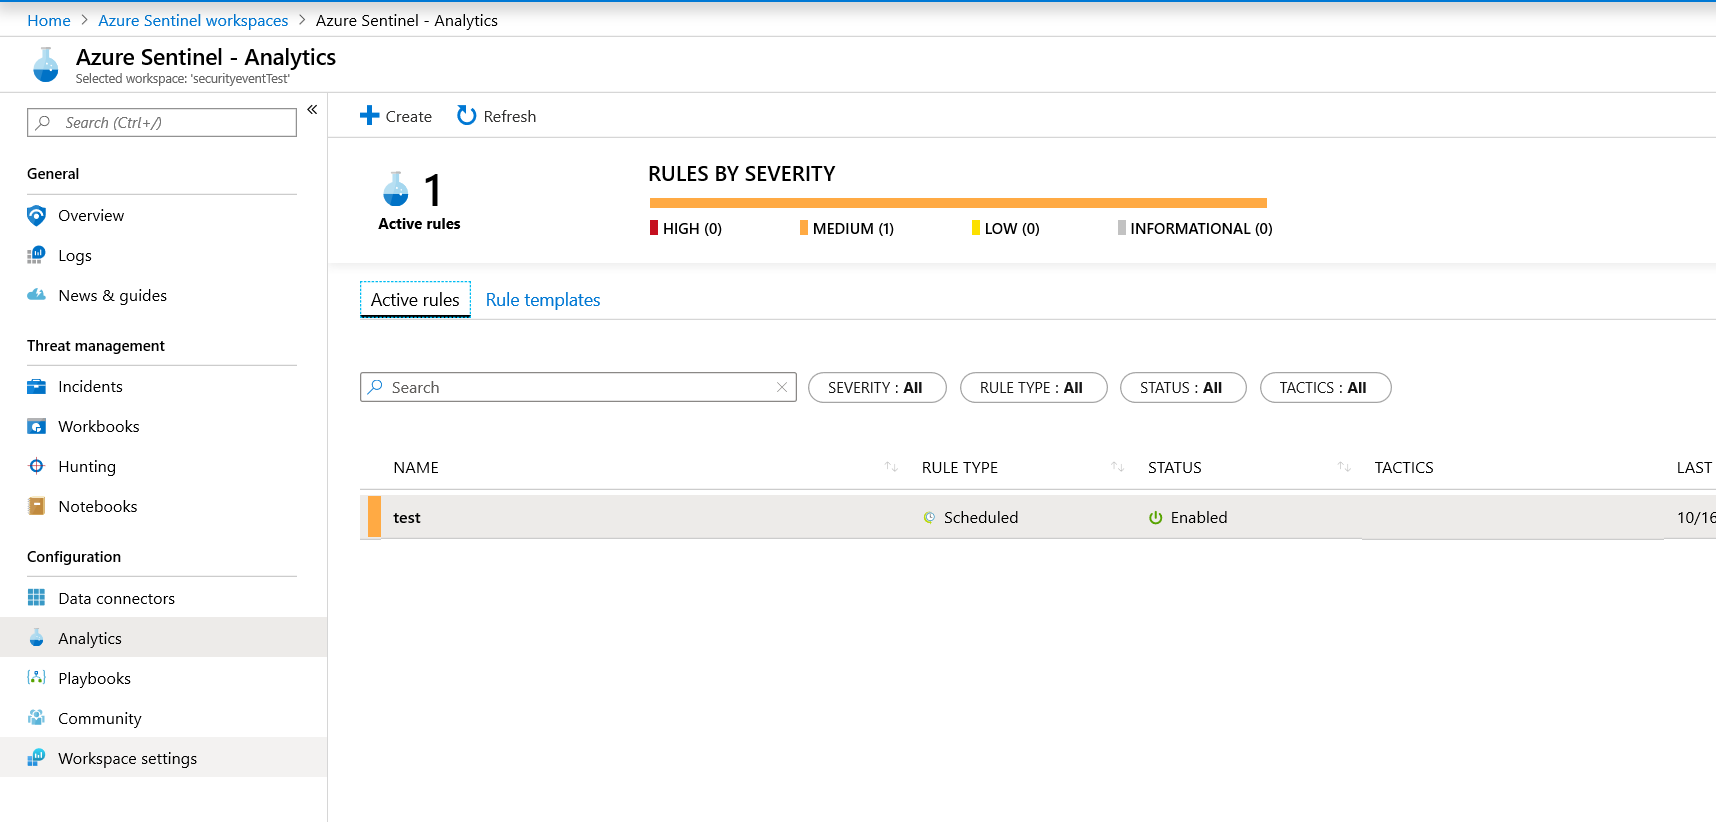 Home > Azure Sentinel workspaces > Azure Sentinel - Analytics
Azure Sentinel - Analytics
Selected workspace: 'securityeventTest'
Search (Ctrl+/)
«
General
Overview
Logs
News & guides
Threat management
Incidents
Workbooks
Hunting
Notebooks
Configuration
Data connectors
Analytics
Playbooks
Community
Workspace settings
Create Refresh
1
Active rules
RULES BY SEVERITY
HIGH (0) MEDIUM (1) LOW (0) INFORMATIONAL (0)
Active rules Rule templates
Search SEVERITY : All RULE TYPE : All STATUS : All TACTICS : All
NAME RULE TYPE STATUS TACTICS LAST
test Scheduled Enabled 10/16